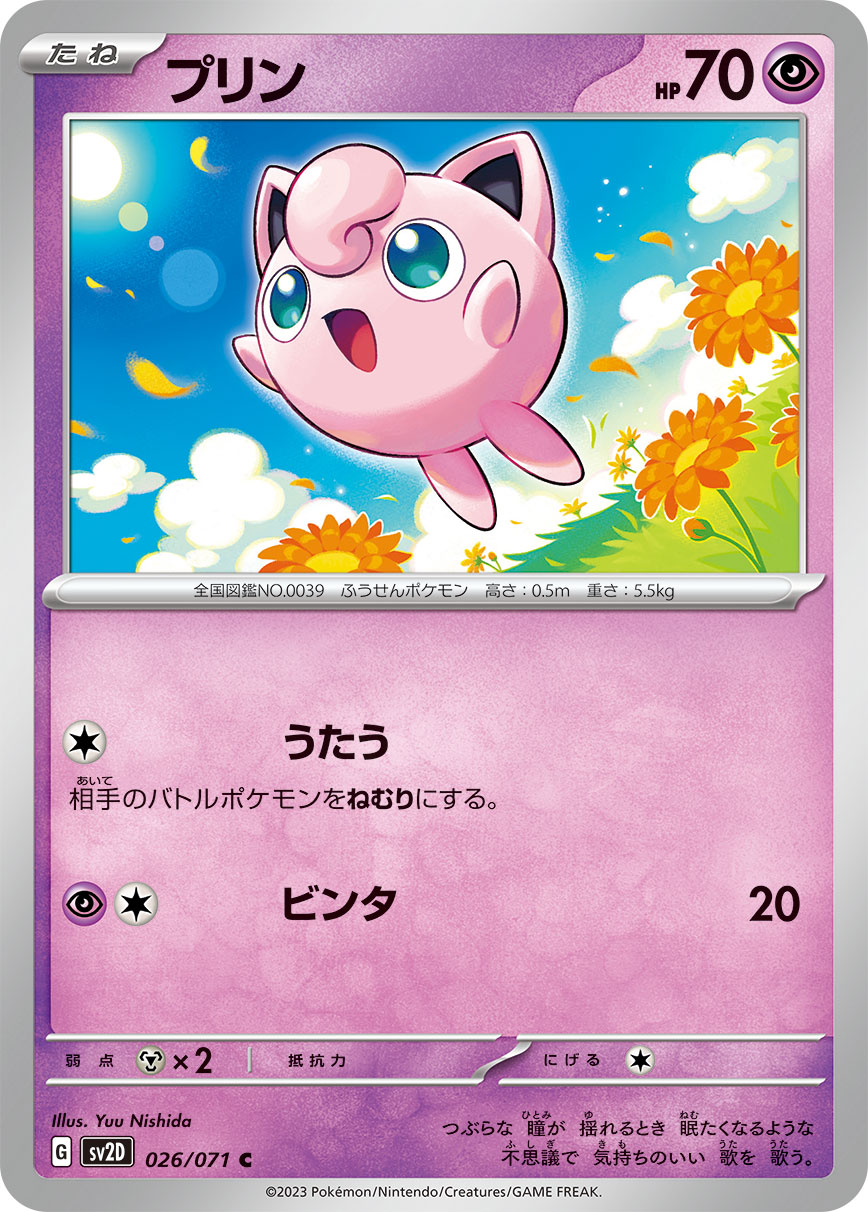 たね
プリン
HP70
全国図鑑NO.0039 ふうせんポケモン 高さ:0.5m 重さ:5.5kg
うたう
あいて
相手のバトルポケモンをねむりにする。
ビンタ 20
弱点 ×2 抵抗力 にげる
Illus. Yuu Nishida
ひとみ ゆ ねむ
つぶらな 瞳が 揺れるとき 眠たくなるような
ふしぎ きも うた うた
不思議で 気持ちのいい 歌を 歌う。
G sv2D 026/071 C
©2023 Pokémon/Nintendo/Creatures/GAME FREAK.